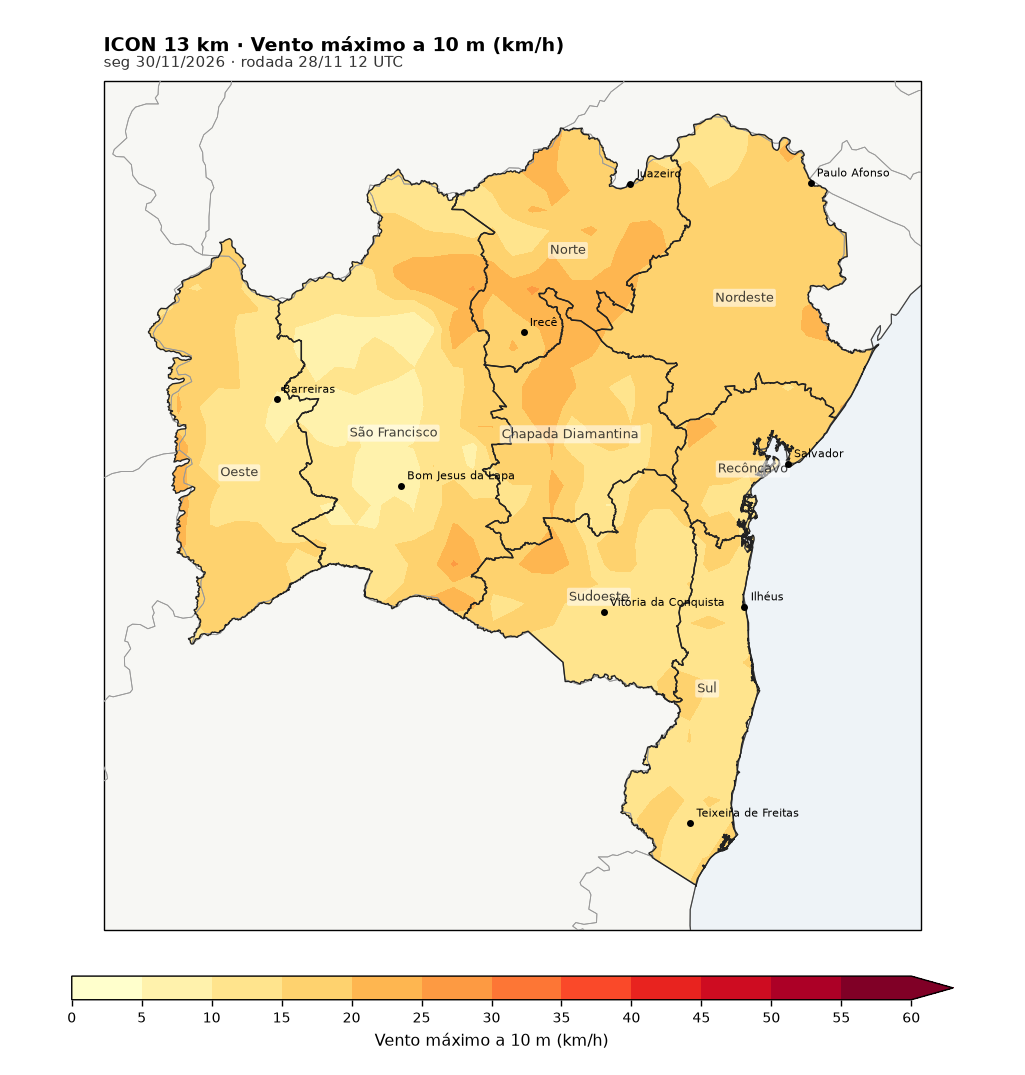 ICON 13 km · Vento máximo a 10 m (km/h)
seg 30/11/2026 · rodada 28/11 12 UTC
Juazeiro
Paulo Afonso
Norte
Nordeste
Irecê
Barreiras
São Francisco
Chapada Diamantina
Salvador
Recôncavo
Oeste
Bom Jesus da Lapa
Sudoeste
Vitória da Conquista
Ilhéus
Sul
Teixeira de Freitas
0 5 10 15 20 25 30 35 40 45 50 55 60
Vento máximo a 10 m (km/h)